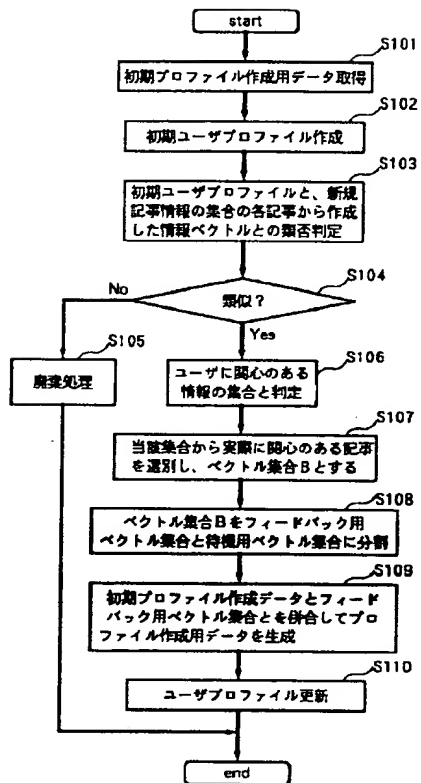 start
S101
初期プロファイル作成用データ取得
S102
初期ユーザプロファイル作成
S103
初期ユーザプロファイルと、新規
記事情報の集合の各記事から作成
した情報ベクトルとの類否判定
S104
類似？
No
Yes
S105
廃棄処理
S106
ユーザに関心のある
情報の集合と判定
S107
当該集合から実際に関心のある記事
を選別し、ベクトル集合Bとする
S108
ベクトル集合Bをフィードバック用
ベクトル集合と待機用ベクトル集合に分割
S109
初期プロファイル作成データとフィード
バック用ベクトル集合とを併合してプロ
ファイル作成用データを生成
S110
ユーザプロファイル更新
end